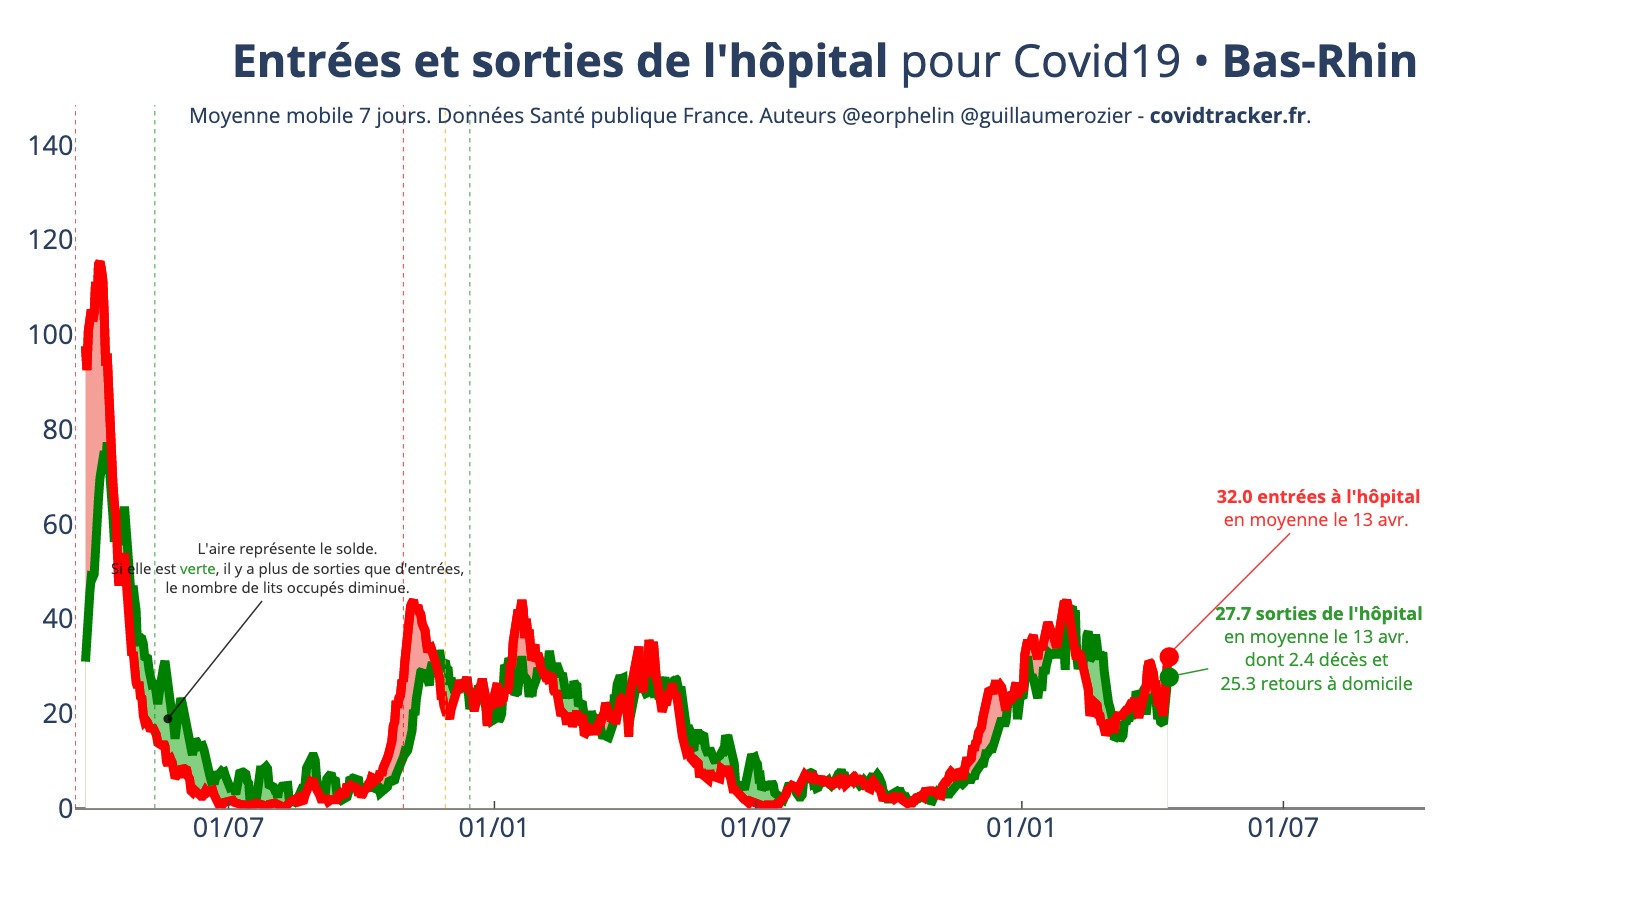 Entrées et sorties de l'hôpital pour Covid19 • Bas-Rhin
Moyenne mobile 7 jours. Données Santé publique France. Auteurs @eorphelin @guillaumerozier - covidtracker.fr.
140
120
100
80
60
40
20
0
L'aire représente le solde.
Si elle est verte, il y a plus de sorties que d'entrées,
le nombre de lits occupés diminue.
32.0 entrées à l'hôpital
en moyenne le 13 avr.
27.7 sorties de l'hôpital
en moyenne le 13 avr.
dont 2.4 décès et
25.3 retours à domicile
01/07
01/01
01/07
01/01
01/07